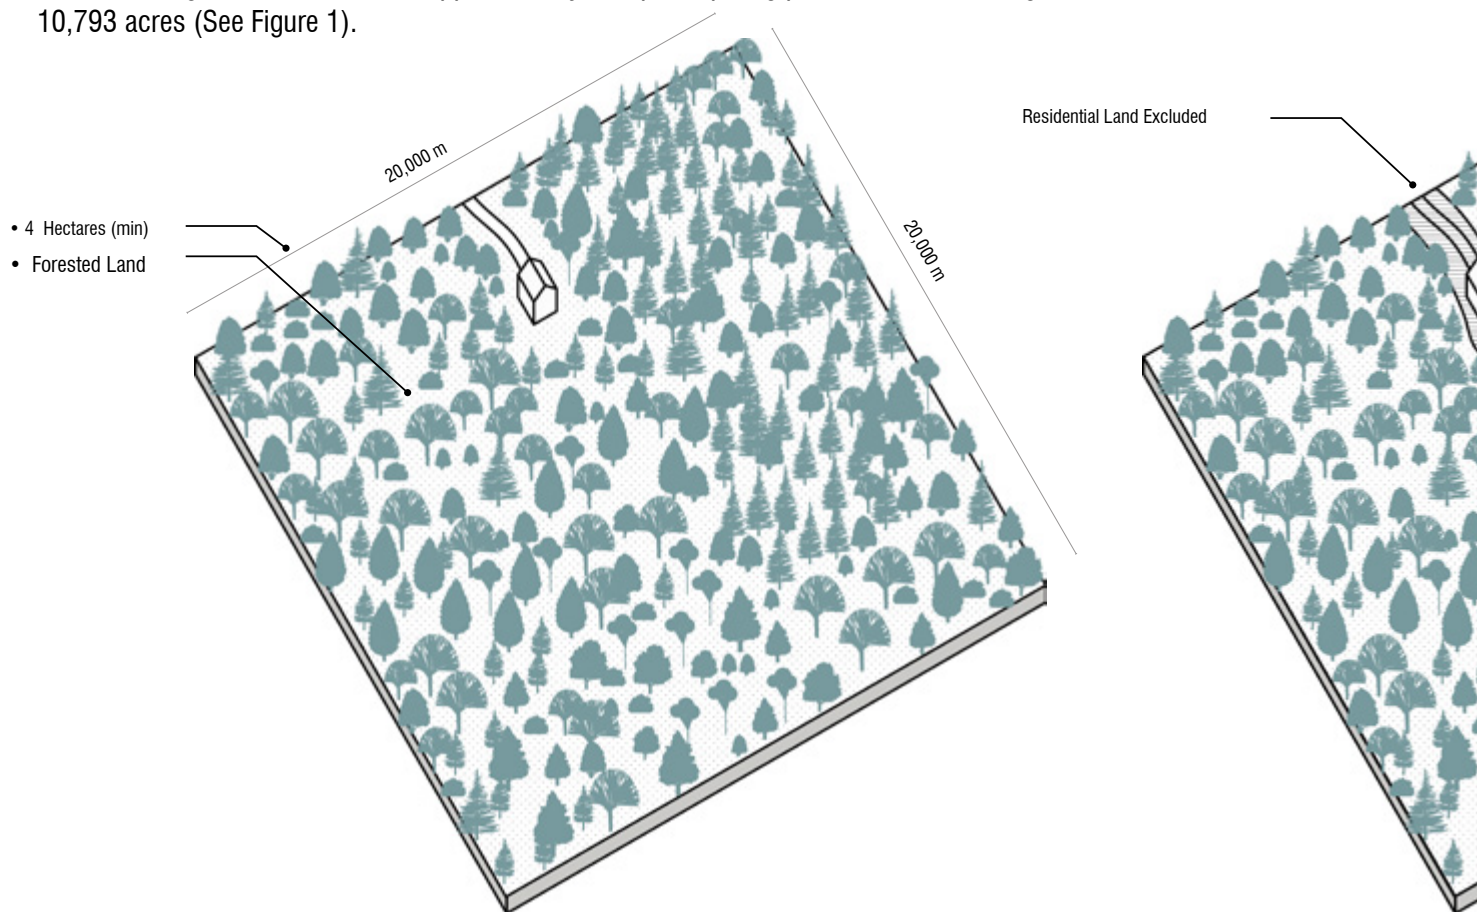 10,793 acres (See Figure 1).
20,000 m
Residential Land Excluded
• 4 Hectares (min)
20,000 m
• Forested Land